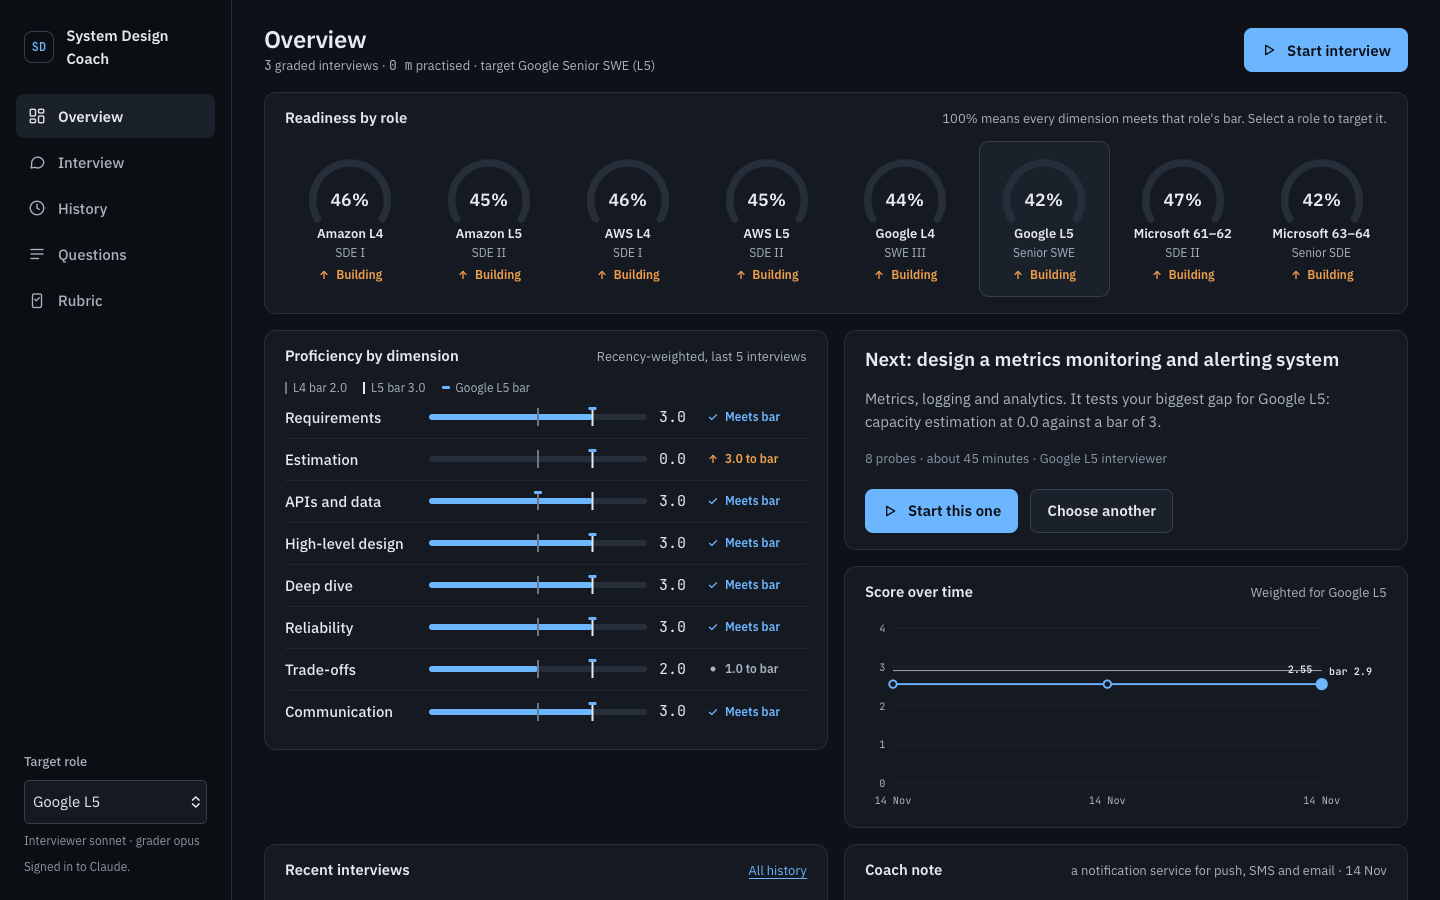 SD
System Design
Coach
Overview
Interview
History
Questions
Rubric
Target role
Google L5
Interviewer sonnet · grader opus
Signed in to Claude.
Overview
3 graded interviews · 0 m practised · target Google Senior SWE (L5)
Start interview
Readiness by role
100% means every dimension meets that role's bar. Select a role to target it.
46%
Amazon L4
SDE I
↑ Building
45%
Amazon L5
SDE II
↑ Building
46%
AWS L4
SDE I
↑ Building
45%
AWS L5
SDE II
↑ Building
44%
Google L4
SWE III
↑ Building
42%
Google L5
Senior SWE
↑ Building
47%
Microsoft 61–62
SDE II
↑ Building
42%
Microsoft 63–64
Senior SDE
↑ Building
Proficiency by dimension
Recency-weighted, last 5 interviews
L4 bar 2.0 L5 bar 3.0 Google L5 bar
Requirements 3.0 ✓ Meets bar
Estimation 0.0 ↑ 3.0 to bar
APIs and data 3.0 ✓ Meets bar
High-level design 3.0 ✓ Meets bar
Deep dive 3.0 ✓ Meets bar
Reliability 3.0 ✓ Meets bar
Trade-offs 2.0 • 1.0 to bar
Communication 3.0 ✓ Meets bar
Next: design a metrics monitoring and alerting system
Metrics, logging and analytics. It tests your biggest gap for Google L5:
capacity estimation at 0.0 against a bar of 3.
8 probes · about 45 minutes · Google L5 interviewer
Start this one
Choose another
Score over time
Weighted for Google L5
4
3
2
1
0
2.55
bar 2.9
14 Nov 14 Nov 14 Nov
Recent interviews
All history
Coach note
a notification service for push, SMS and email · 14 Nov